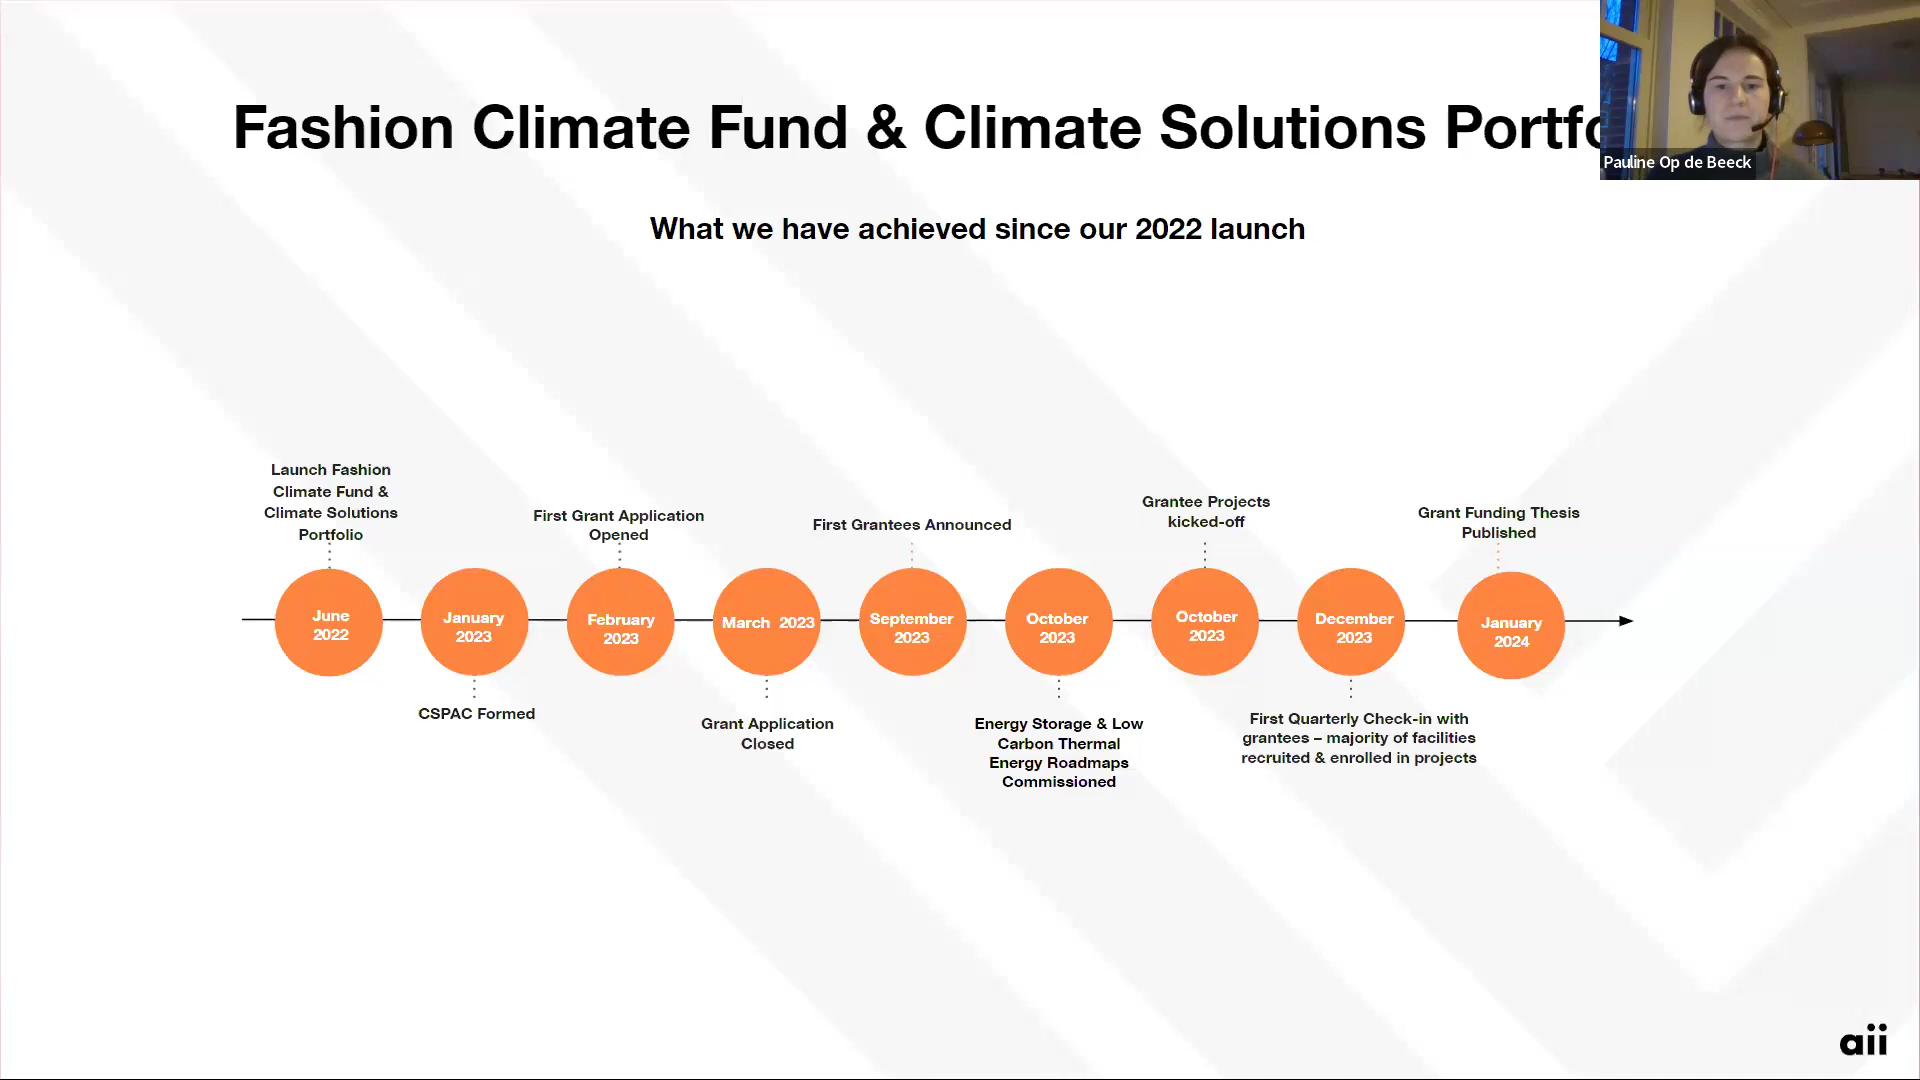 Fashion Climate Fund & Climate Solutions Portfo
Pauline Op de Beeck
What we have achieved since our 2022 launch
Launch Fashion
Climate Fund &
Climate Solutions
Portfolio
First Grant Application
Opened
First Grantees Announced
Grantee Projects
kicked-off
Grant Funding Thesis
Published
June
2022
January
2023
February
2023
March 2023
September
2023
October
2023
October
2023
December
2023
January
2024
CSPAC Formed
Grant Application
Closed
Energy Storage & Low
Carbon Thermal
Energy Roadmaps
Commissioned
First Quarterly Check-in with
grantees – majority of facilities
recruited & enrolled in projects
aii